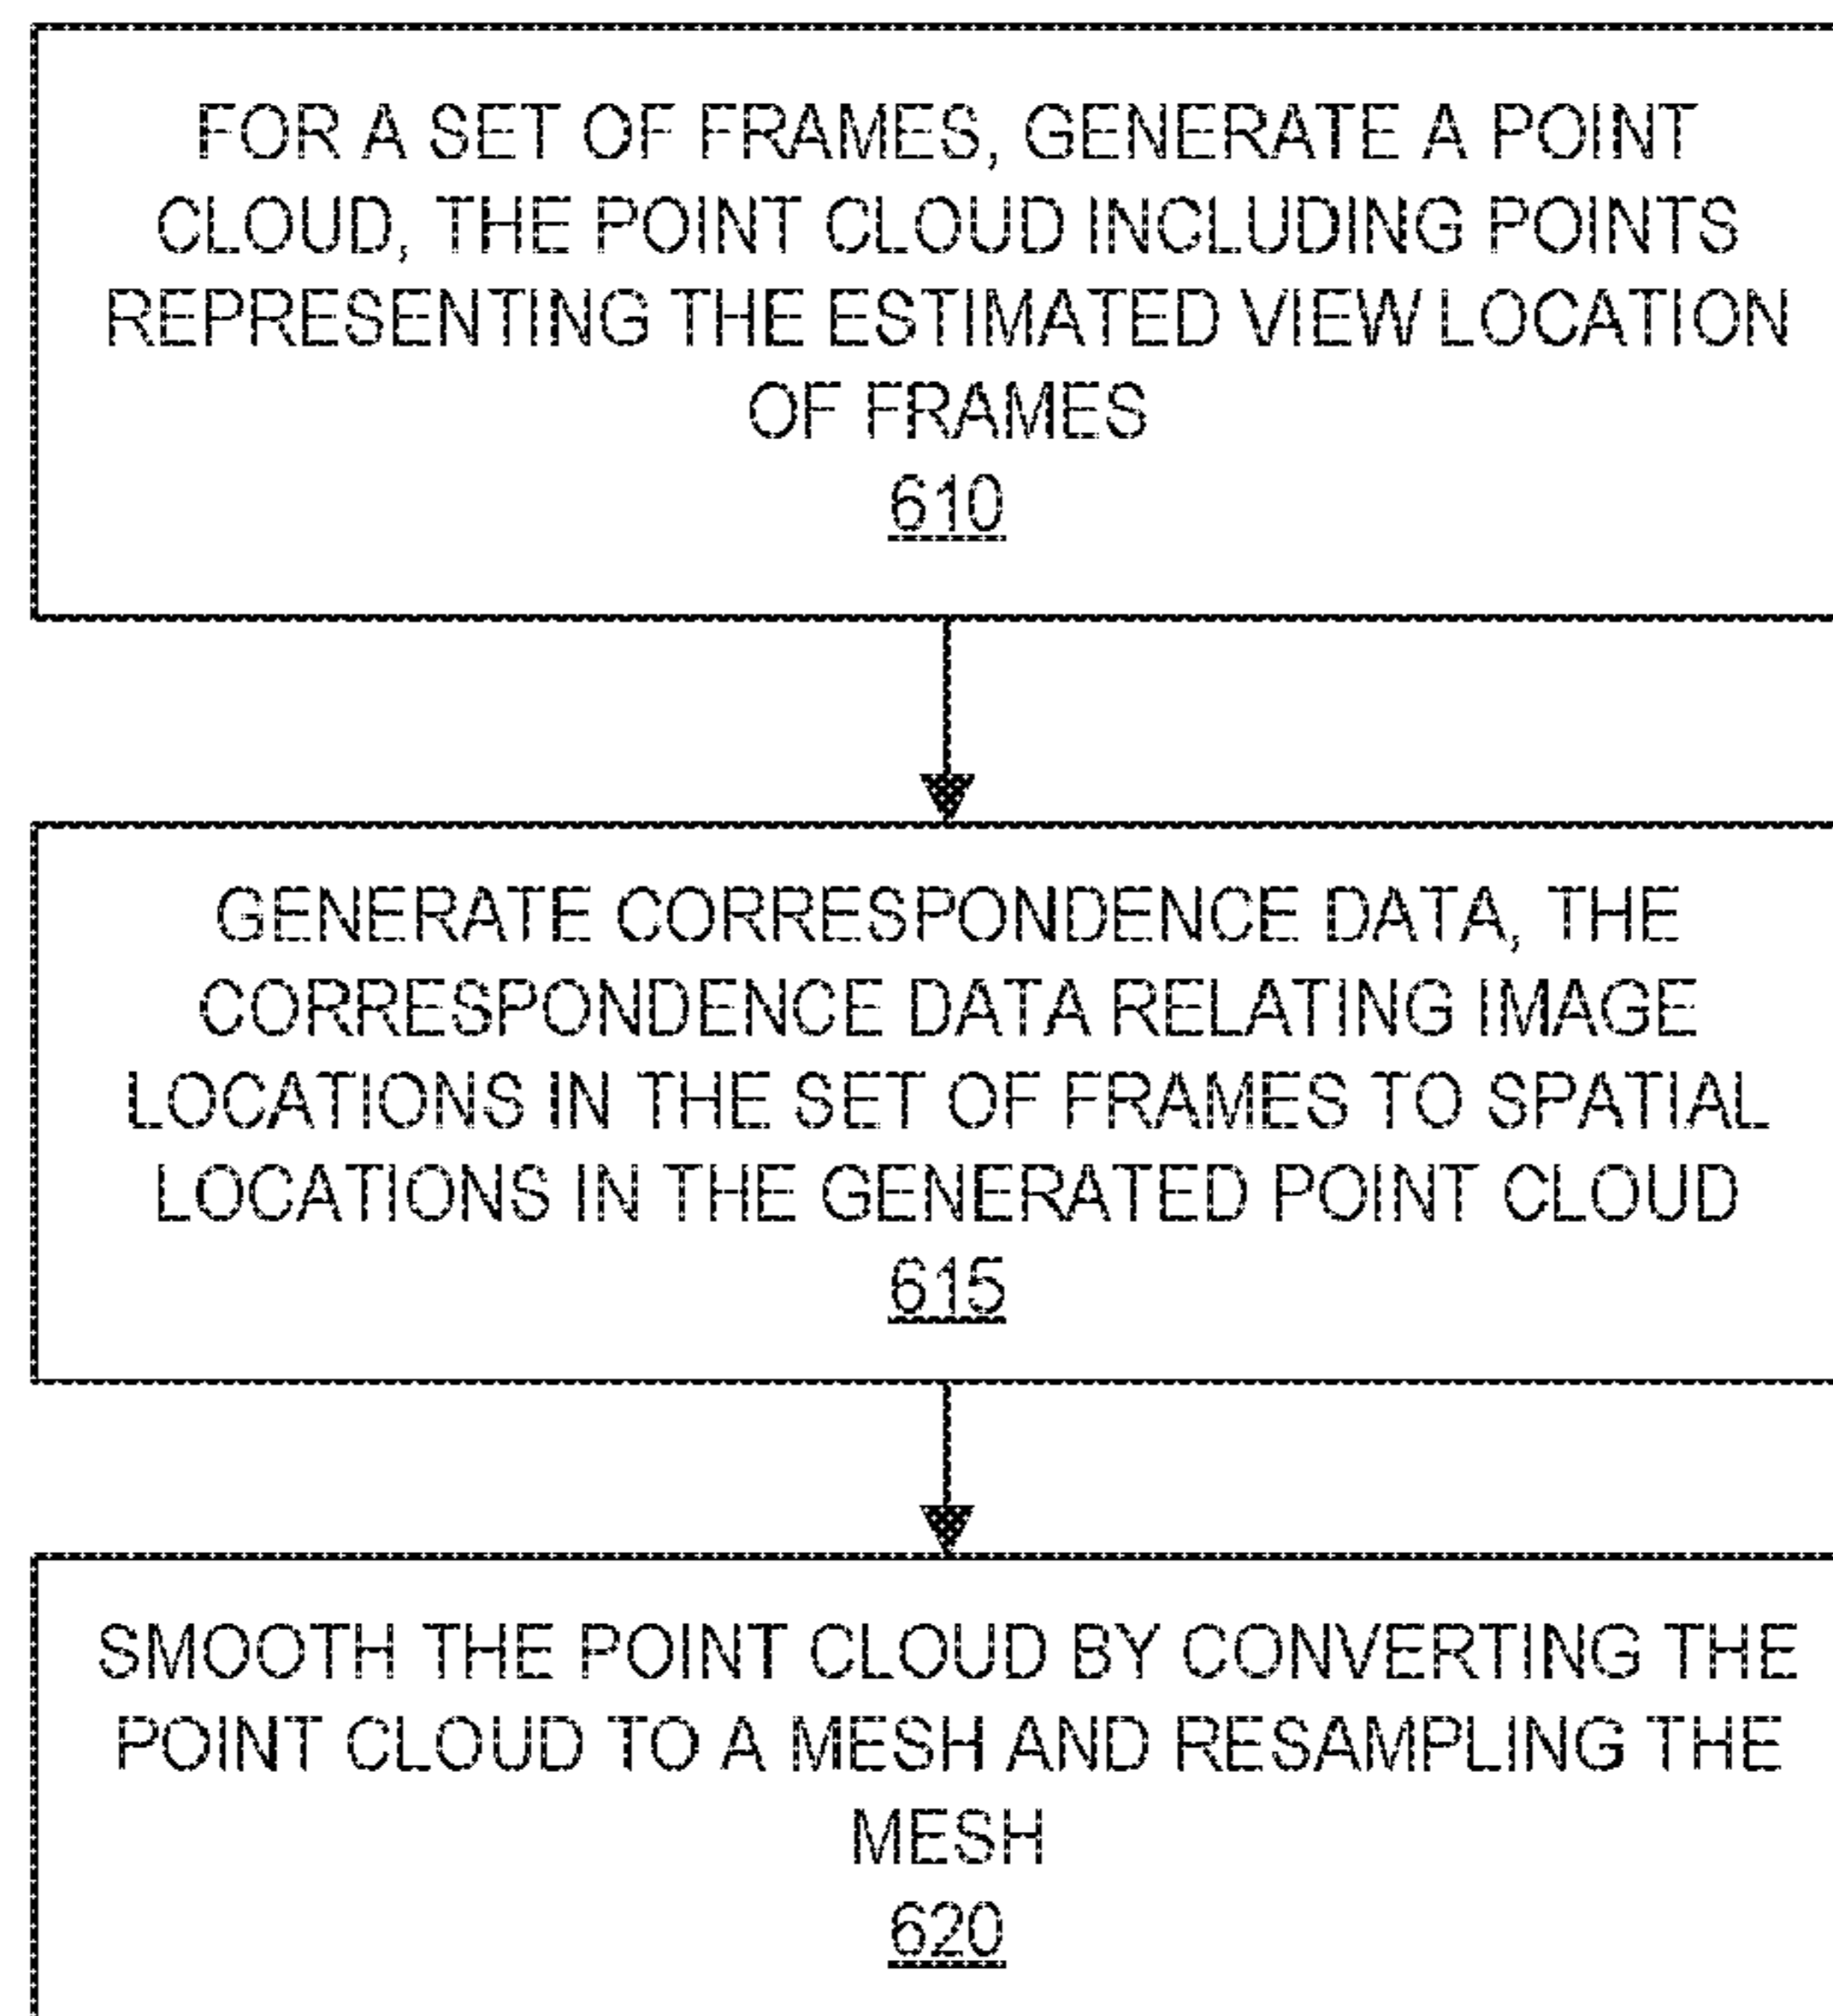 FOR A SET OF FRAMES, GENERATE A POINT
CLOUD, THE POINT CLOUD INCLUDING POINTS
REPRESENTING THE ESTIMATED VIEW LOCATION
OF FRAMES
610
GENERATE CORRESPONDENCE DATA, THE
CORRESPONDENCE DATA RELATING IMAGE
LOCATIONS IN THE SET OF FRAMES TO SPATIAL
LOCATIONS IN THE GENERATED POINT CLOUD
615
SMOOTH THE POINT CLOUD BY CONVERTING THE
POINT CLOUD TO A MESH AND RESAMPLING THE
MESH
620